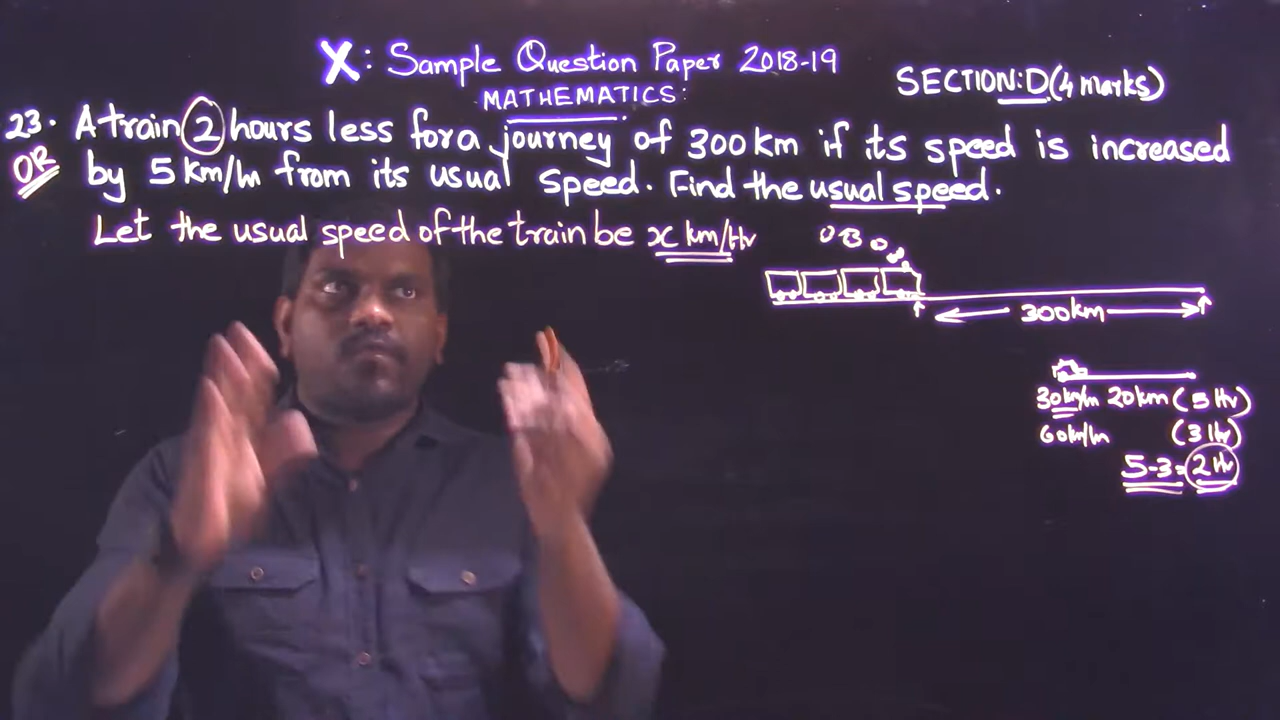 X: Sample Question Paper 2018-19
MATHEMATICS:
SECTION:D (4 marks)
23. A train 2 hours less for a journey of 300 km if its speed is increased
OR by 5 km/hr from its usual speed. Find the usual speed.
Let the usual speed of the train be x km/Hr
300km
30km/hr 20km (5 Hr)
60km/hr (3 Hr)
5-3=2 Hr